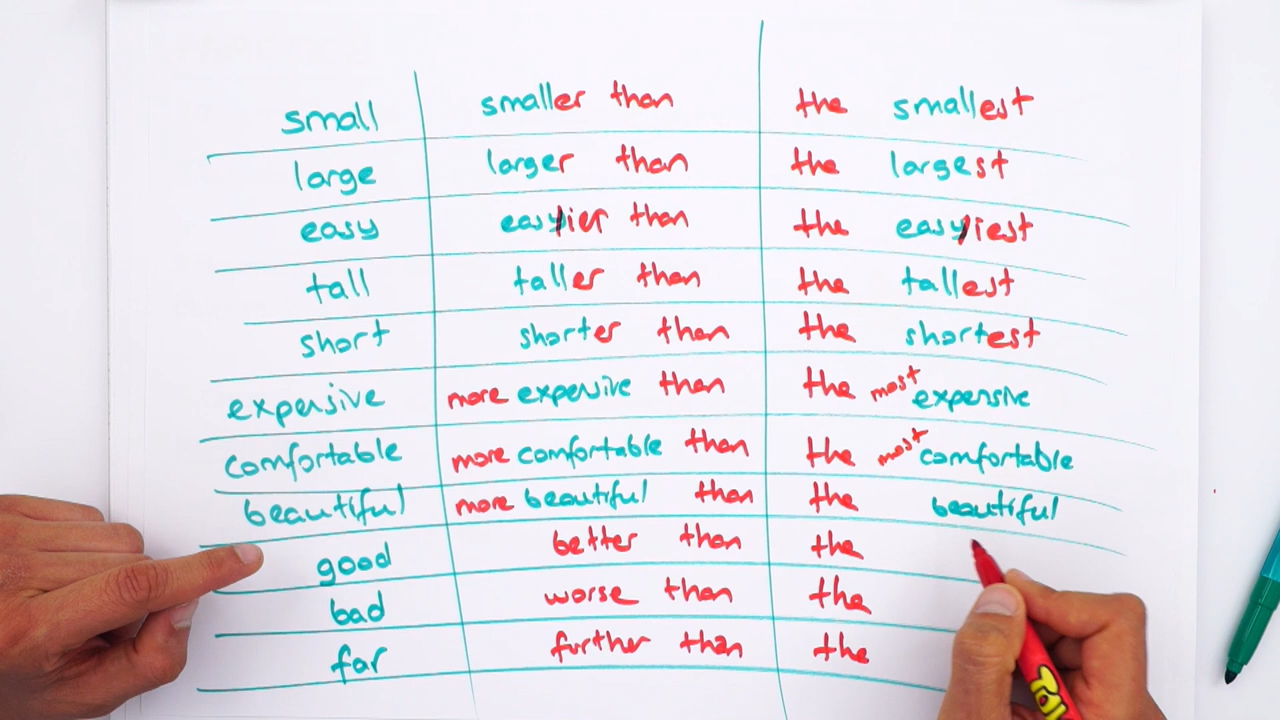 small smaller than the smallest
large larger than the largest
easy easyier than the easyiest
tall taller than the tallest
short shorter than the shortest
expensive more expensive than the most expensive
comfortable more comfortable than the most comfortable
beautiful more beautiful than the beautiful
good better than the
bad worse than the
far further than the